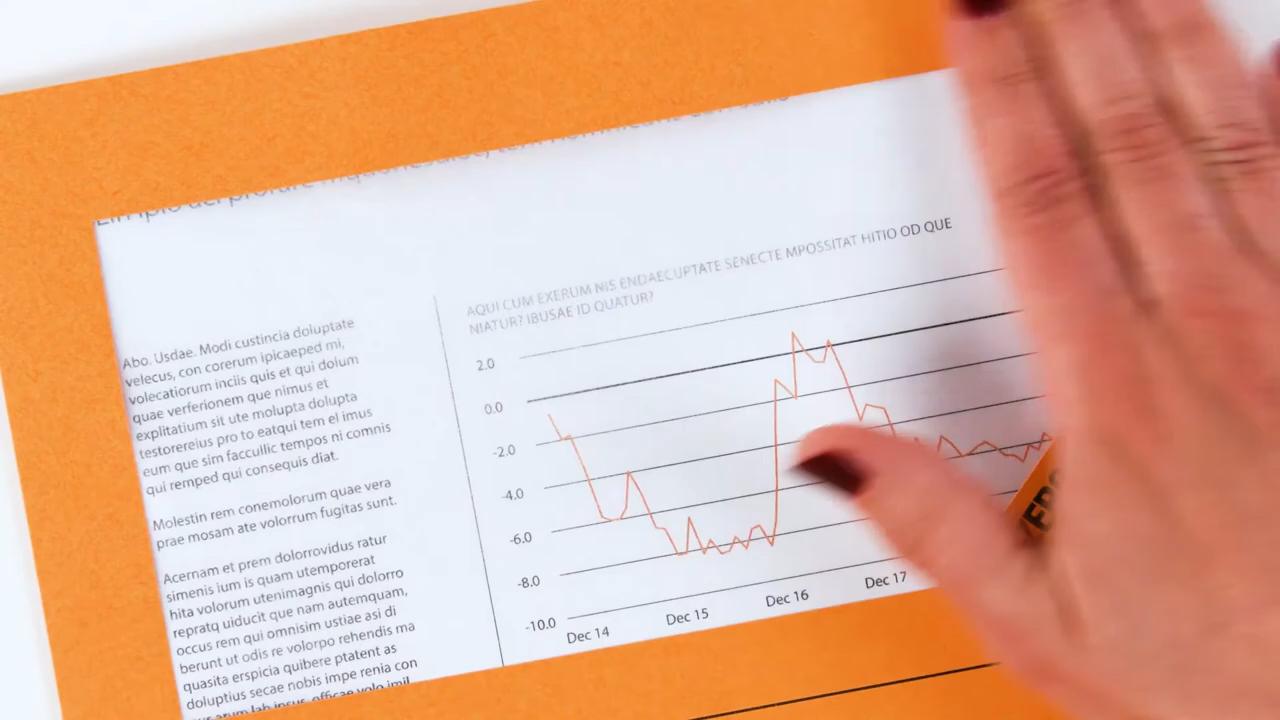 Abo. Usdae. Modi custincia doluptate
velecus, con corerum ipicaeped mi,
volecatiorum inciis quis et qui dolum
quae verferionem que nimus et
explitatium sit ute molupta dolupta
testorereius pro to eatqui tem el imus
eum que sim faccullic tempos ni comnis
qui remped qui consequis diat.
Molestin rem conemolorum quae vera
prae mosam ate volorrum fugitas sunt.
Acernam et prem dolorrovidus ratur
simenis ium is quam utemporerat
hita volorum utenimagnis qui dolorro
repratq uiducit que nam autemquam,
occus rem qui omnisim ustiae asi di
berunt ut odis re volorpo rehendis ma
quasita erspicia quibere ptatent as
doluptius secae nobis impe renia con
AQUI CUM EXERUM NIS ENDAECUPTATE SENECTE MPOSSITAT HITIO OD QUE
NIATUR? IBUSAE ID QUATUR?
2.0
0.0
-2.0
-4.0
-6.0
-8.0
-10.0
Dec 14 Dec 15 Dec 16 Dec 17